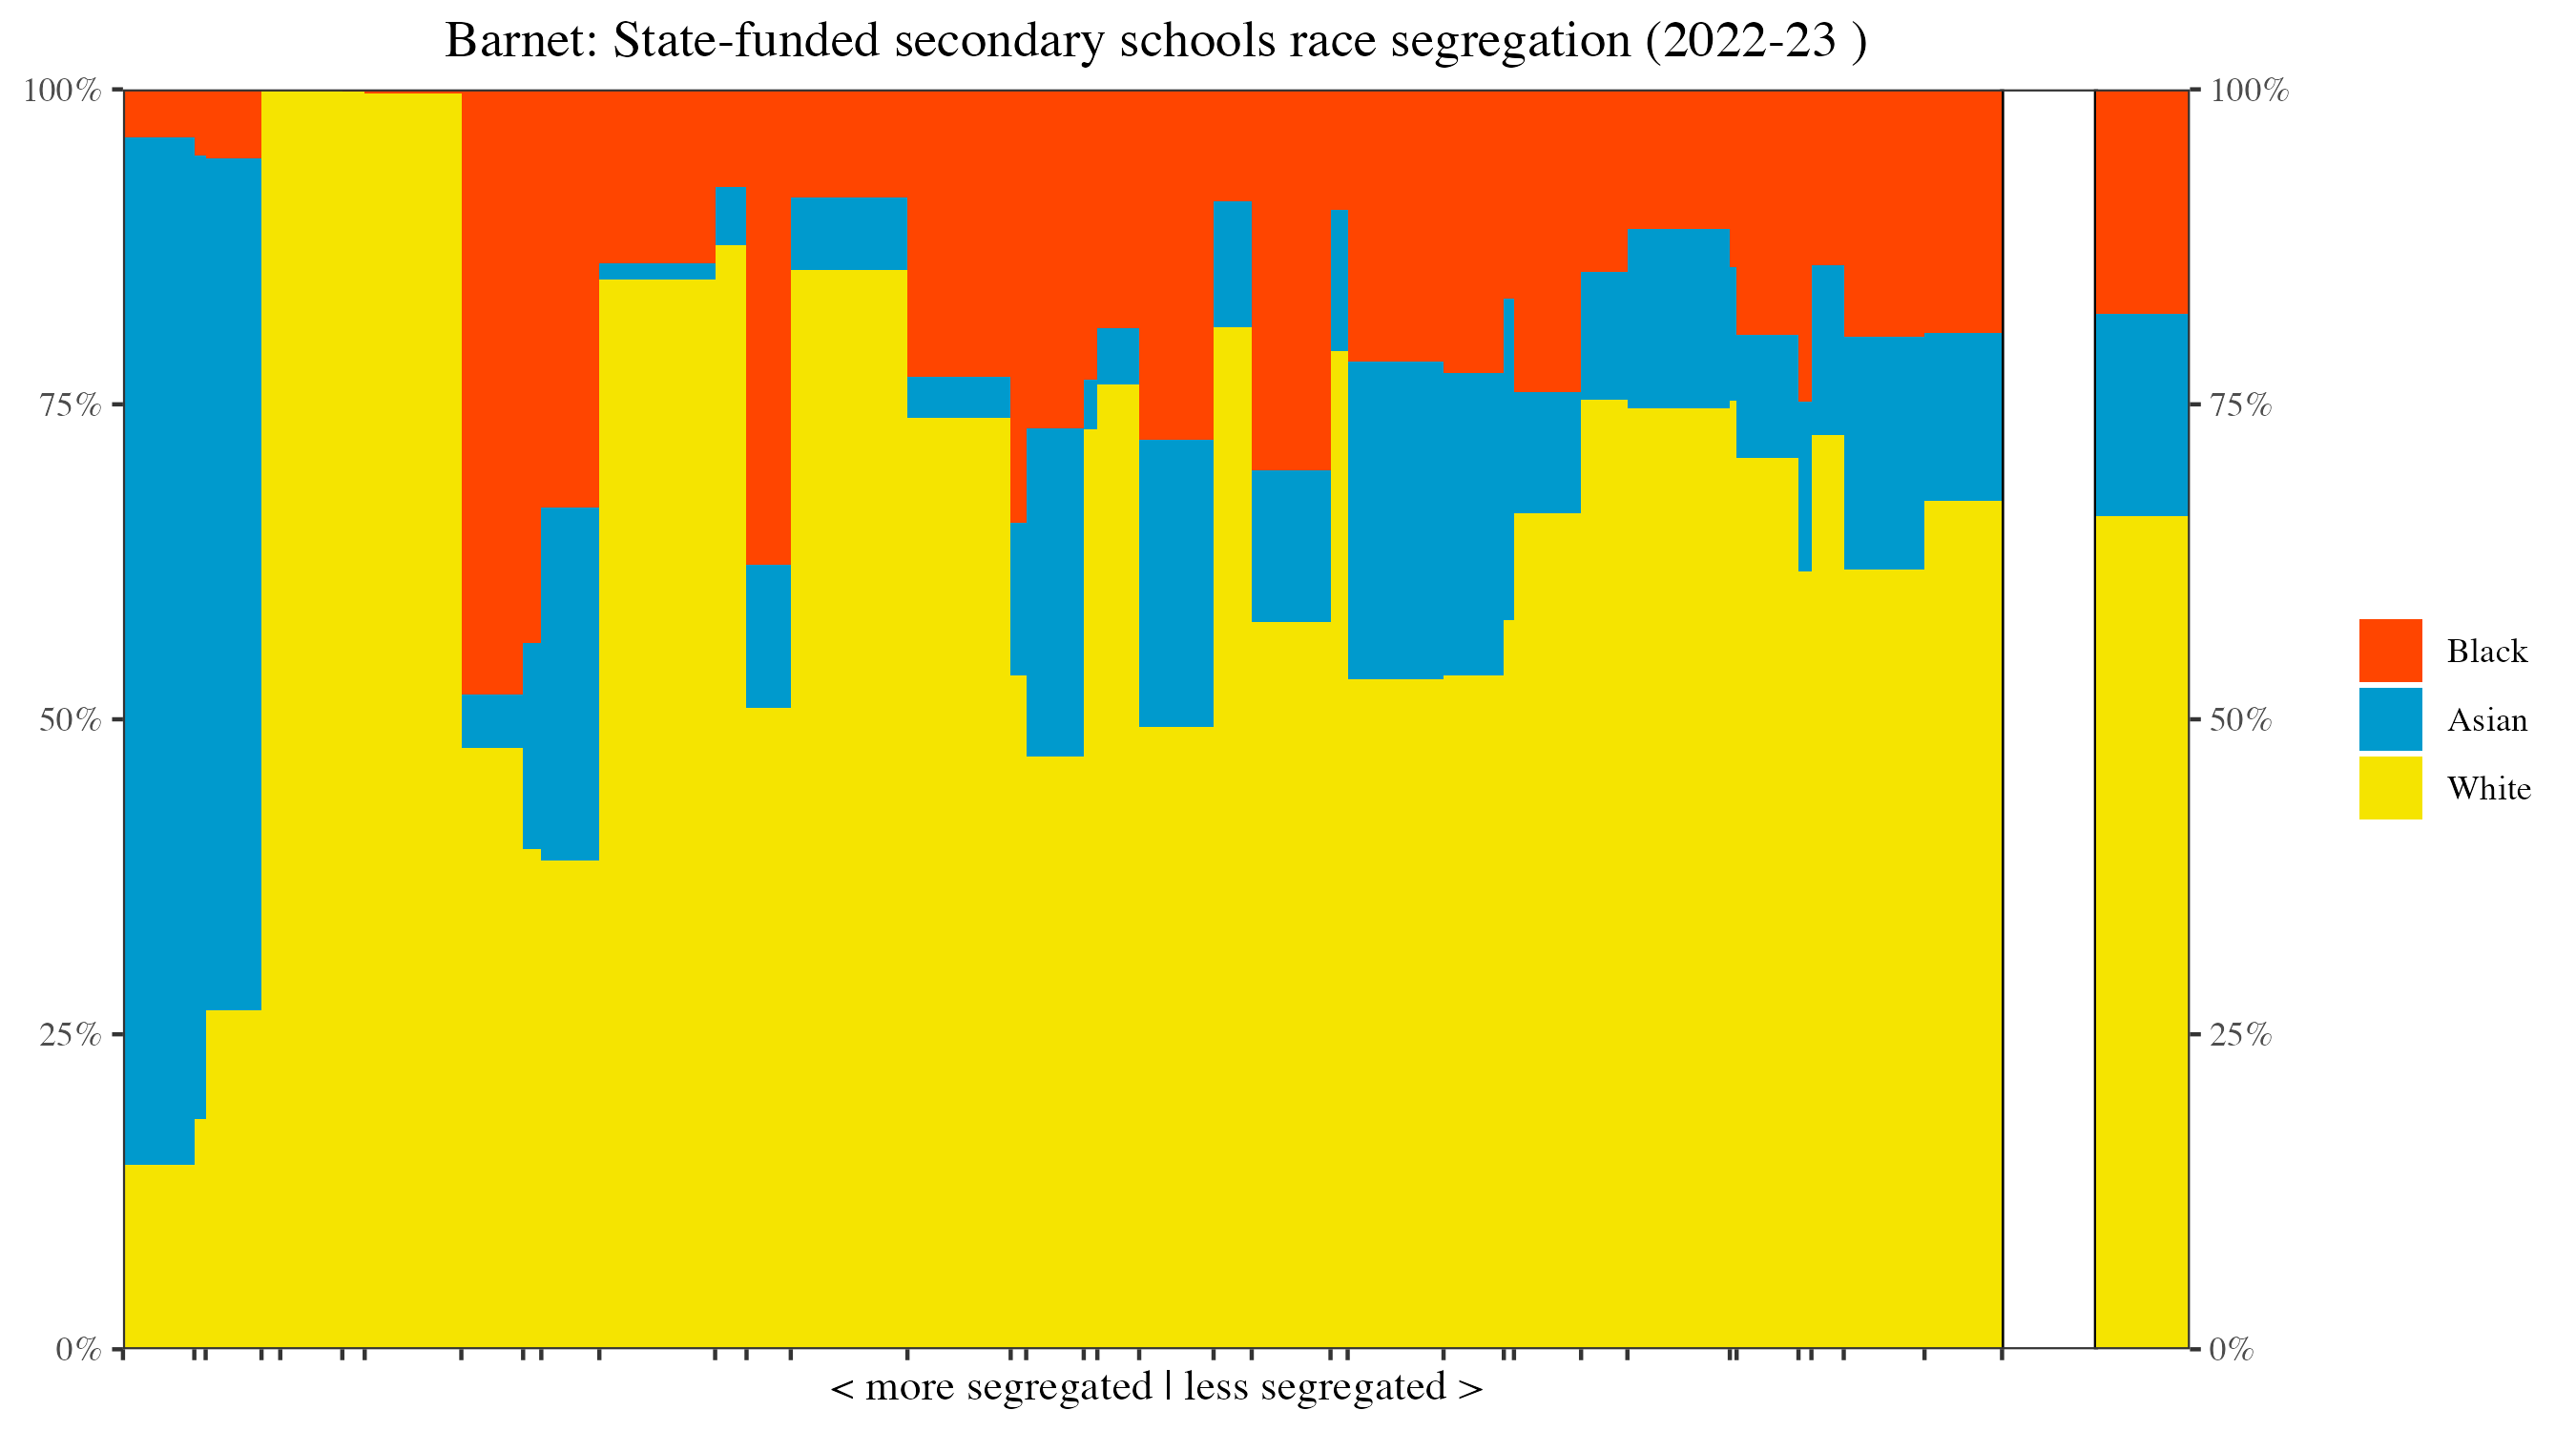 Barnet: State-funded secondary schools race segregation (2022-23 )
100%
100%
75%
75%
50%
50%
25%
25%
0%
0%
Black
Asian
White
< more segregated | less segregated >